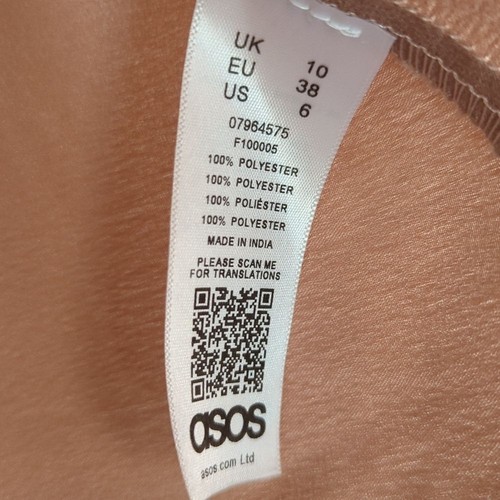 UK 10
EU 38
US 6
07964575
F100005
100% POLYESTER
100% POLYESTER
100% POLIÉSTER
100% POLYESTER
MADE IN INDIA
PLEASE SCAN ME
FOR TRANSLATIONS
asos
asos.com Ltd